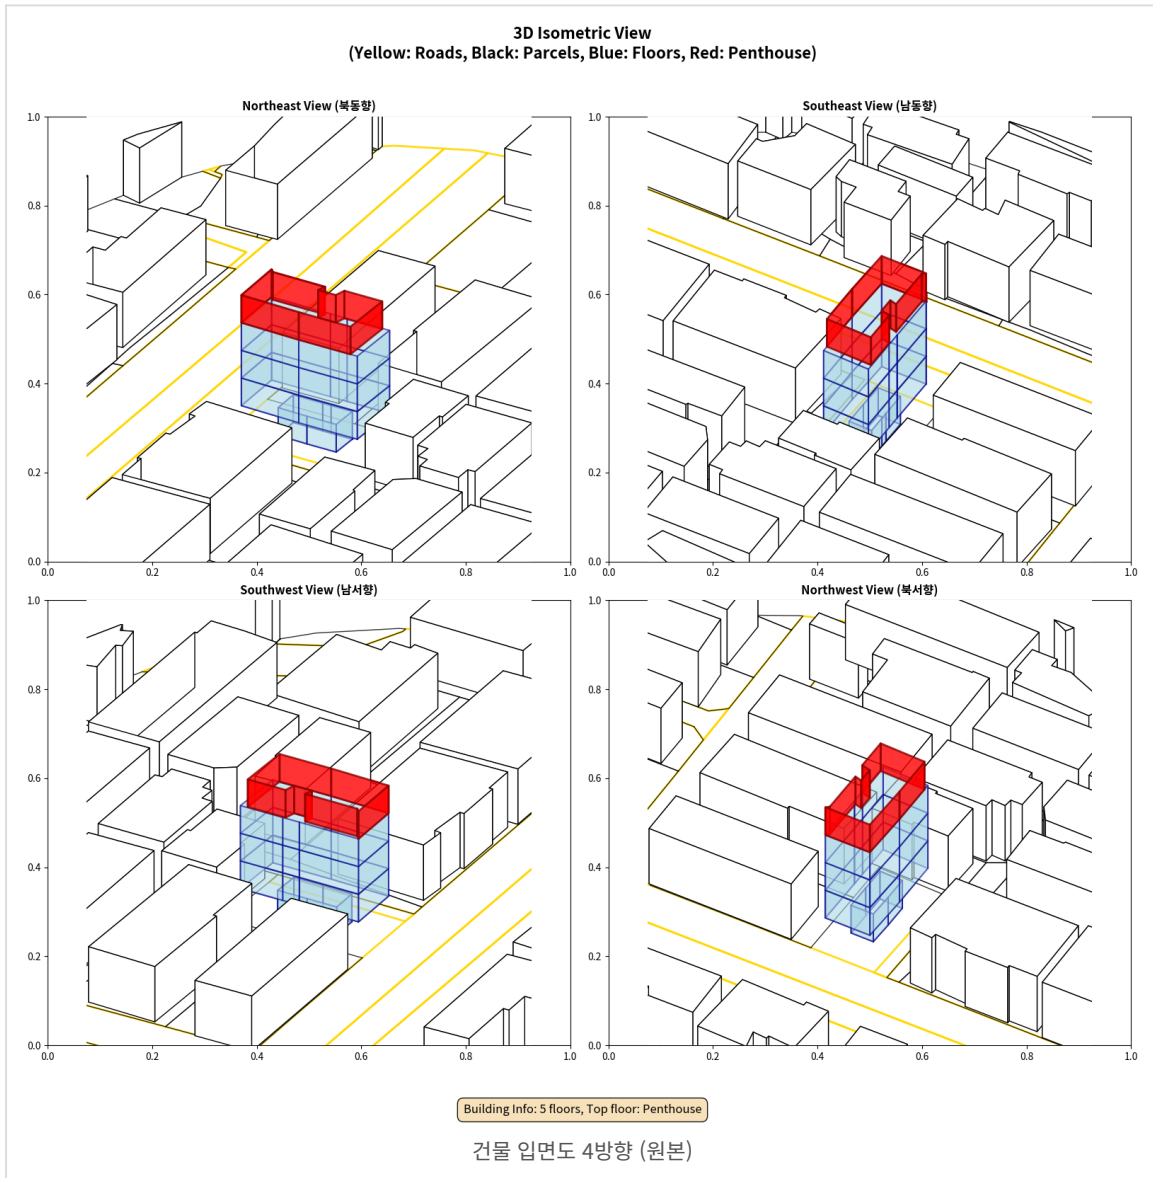 3D Isometric View
(Yellow: Roads, Black: Parcels, Blue: Floors, Red: Penthouse)
Northeast View (북동향)
1.0
0.8
0.6
0.4
0.2
0.0
0.0 0.2 0.4 0.6 0.8 1.0
Southeast View (남동향)
1.0
0.8
0.6
0.4
0.2
0.0
0.0 0.2 0.4 0.6 0.8 1.0
Southwest View (남서향)
1.0
0.8
0.6
0.4
0.2
0.0
0.0 0.2 0.4 0.6 0.8 1.0
Northwest View (북서향)
1.0
0.8
0.6
0.4
0.2
0.0
0.0 0.2 0.4 0.6 0.8 1.0
Building Info: 5 floors, Top floor: Penthouse
건물 입면도 4방향 (원본)